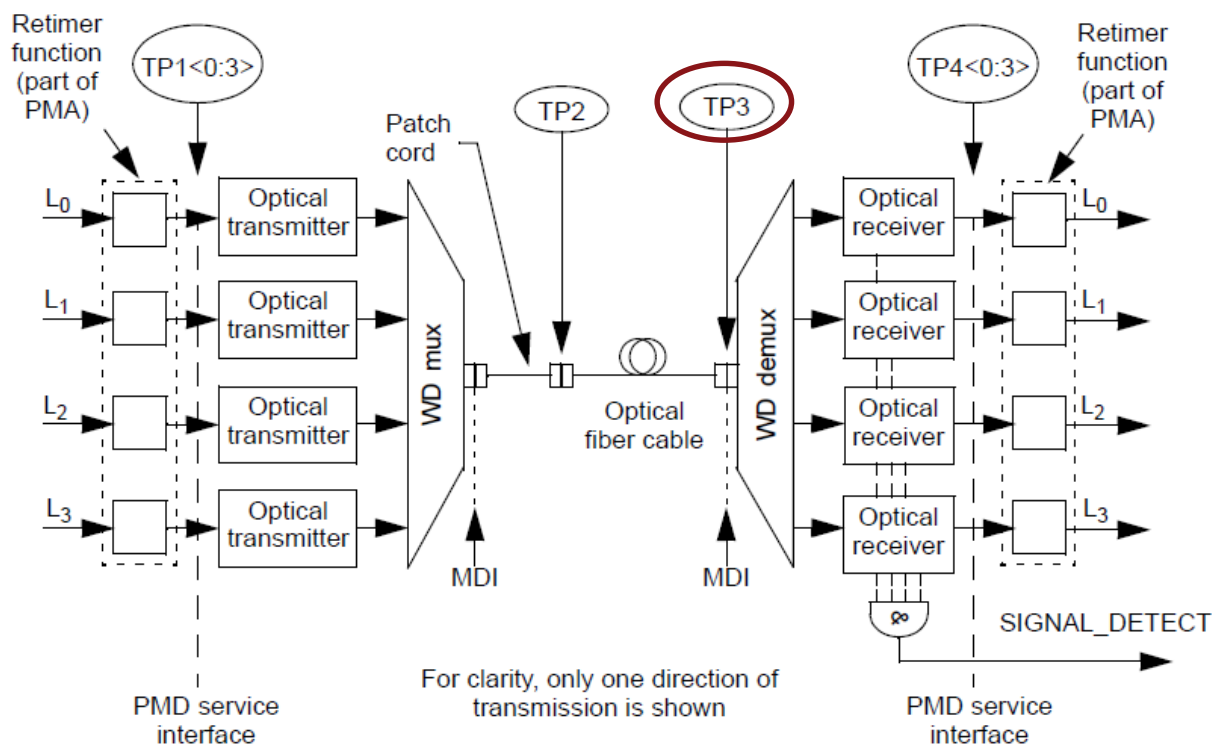 Retimer
function
(part of
PMA)
TP1<0:3>
Patch
cord
TP2
TP3
TP4<0:3>
Retimer
function
(part of
PMA)
L0
Optical
transmitter
L1
Optical
transmitter
L2
Optical
transmitter
L3
Optical
transmitter
WD mux
Optical
fiber cable
WD demux
Optical
receiver
L0
Optical
receiver
L1
Optical
receiver
L2
Optical
receiver
L3
MDI
MDI
&
SIGNAL_DETECT
For clarity, only one direction of
transmission is shown
PMD service
interface
PMD service
interface